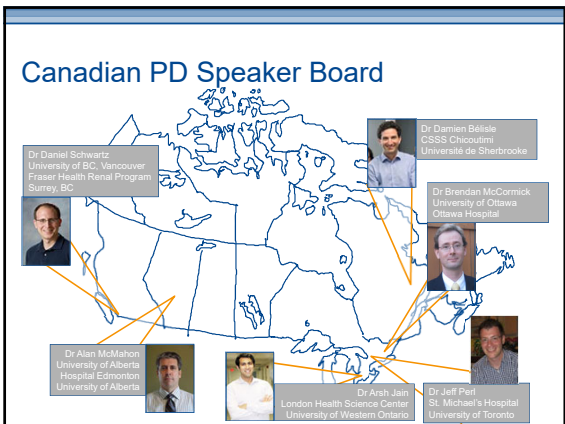 Canadian PD Speaker Board
Dr Daniel Schwartz
University of BC, Vancouver
Fraser Health Renal Program
Surrey, BC
Dr Damien Bélisle
CSSS Chicoutimi
Université de Sherbrooke
Dr Brendan McCormick
University of Ottawa
Ottawa Hospital
Dr Alan McMahon
University of Alberta
Hospital Edmonton
University of Alberta
Dr Arsh Jain
London Health Science Center
University of Western Ontario
Dr Jeff Perl
St. Michael's Hospital
University of Toronto